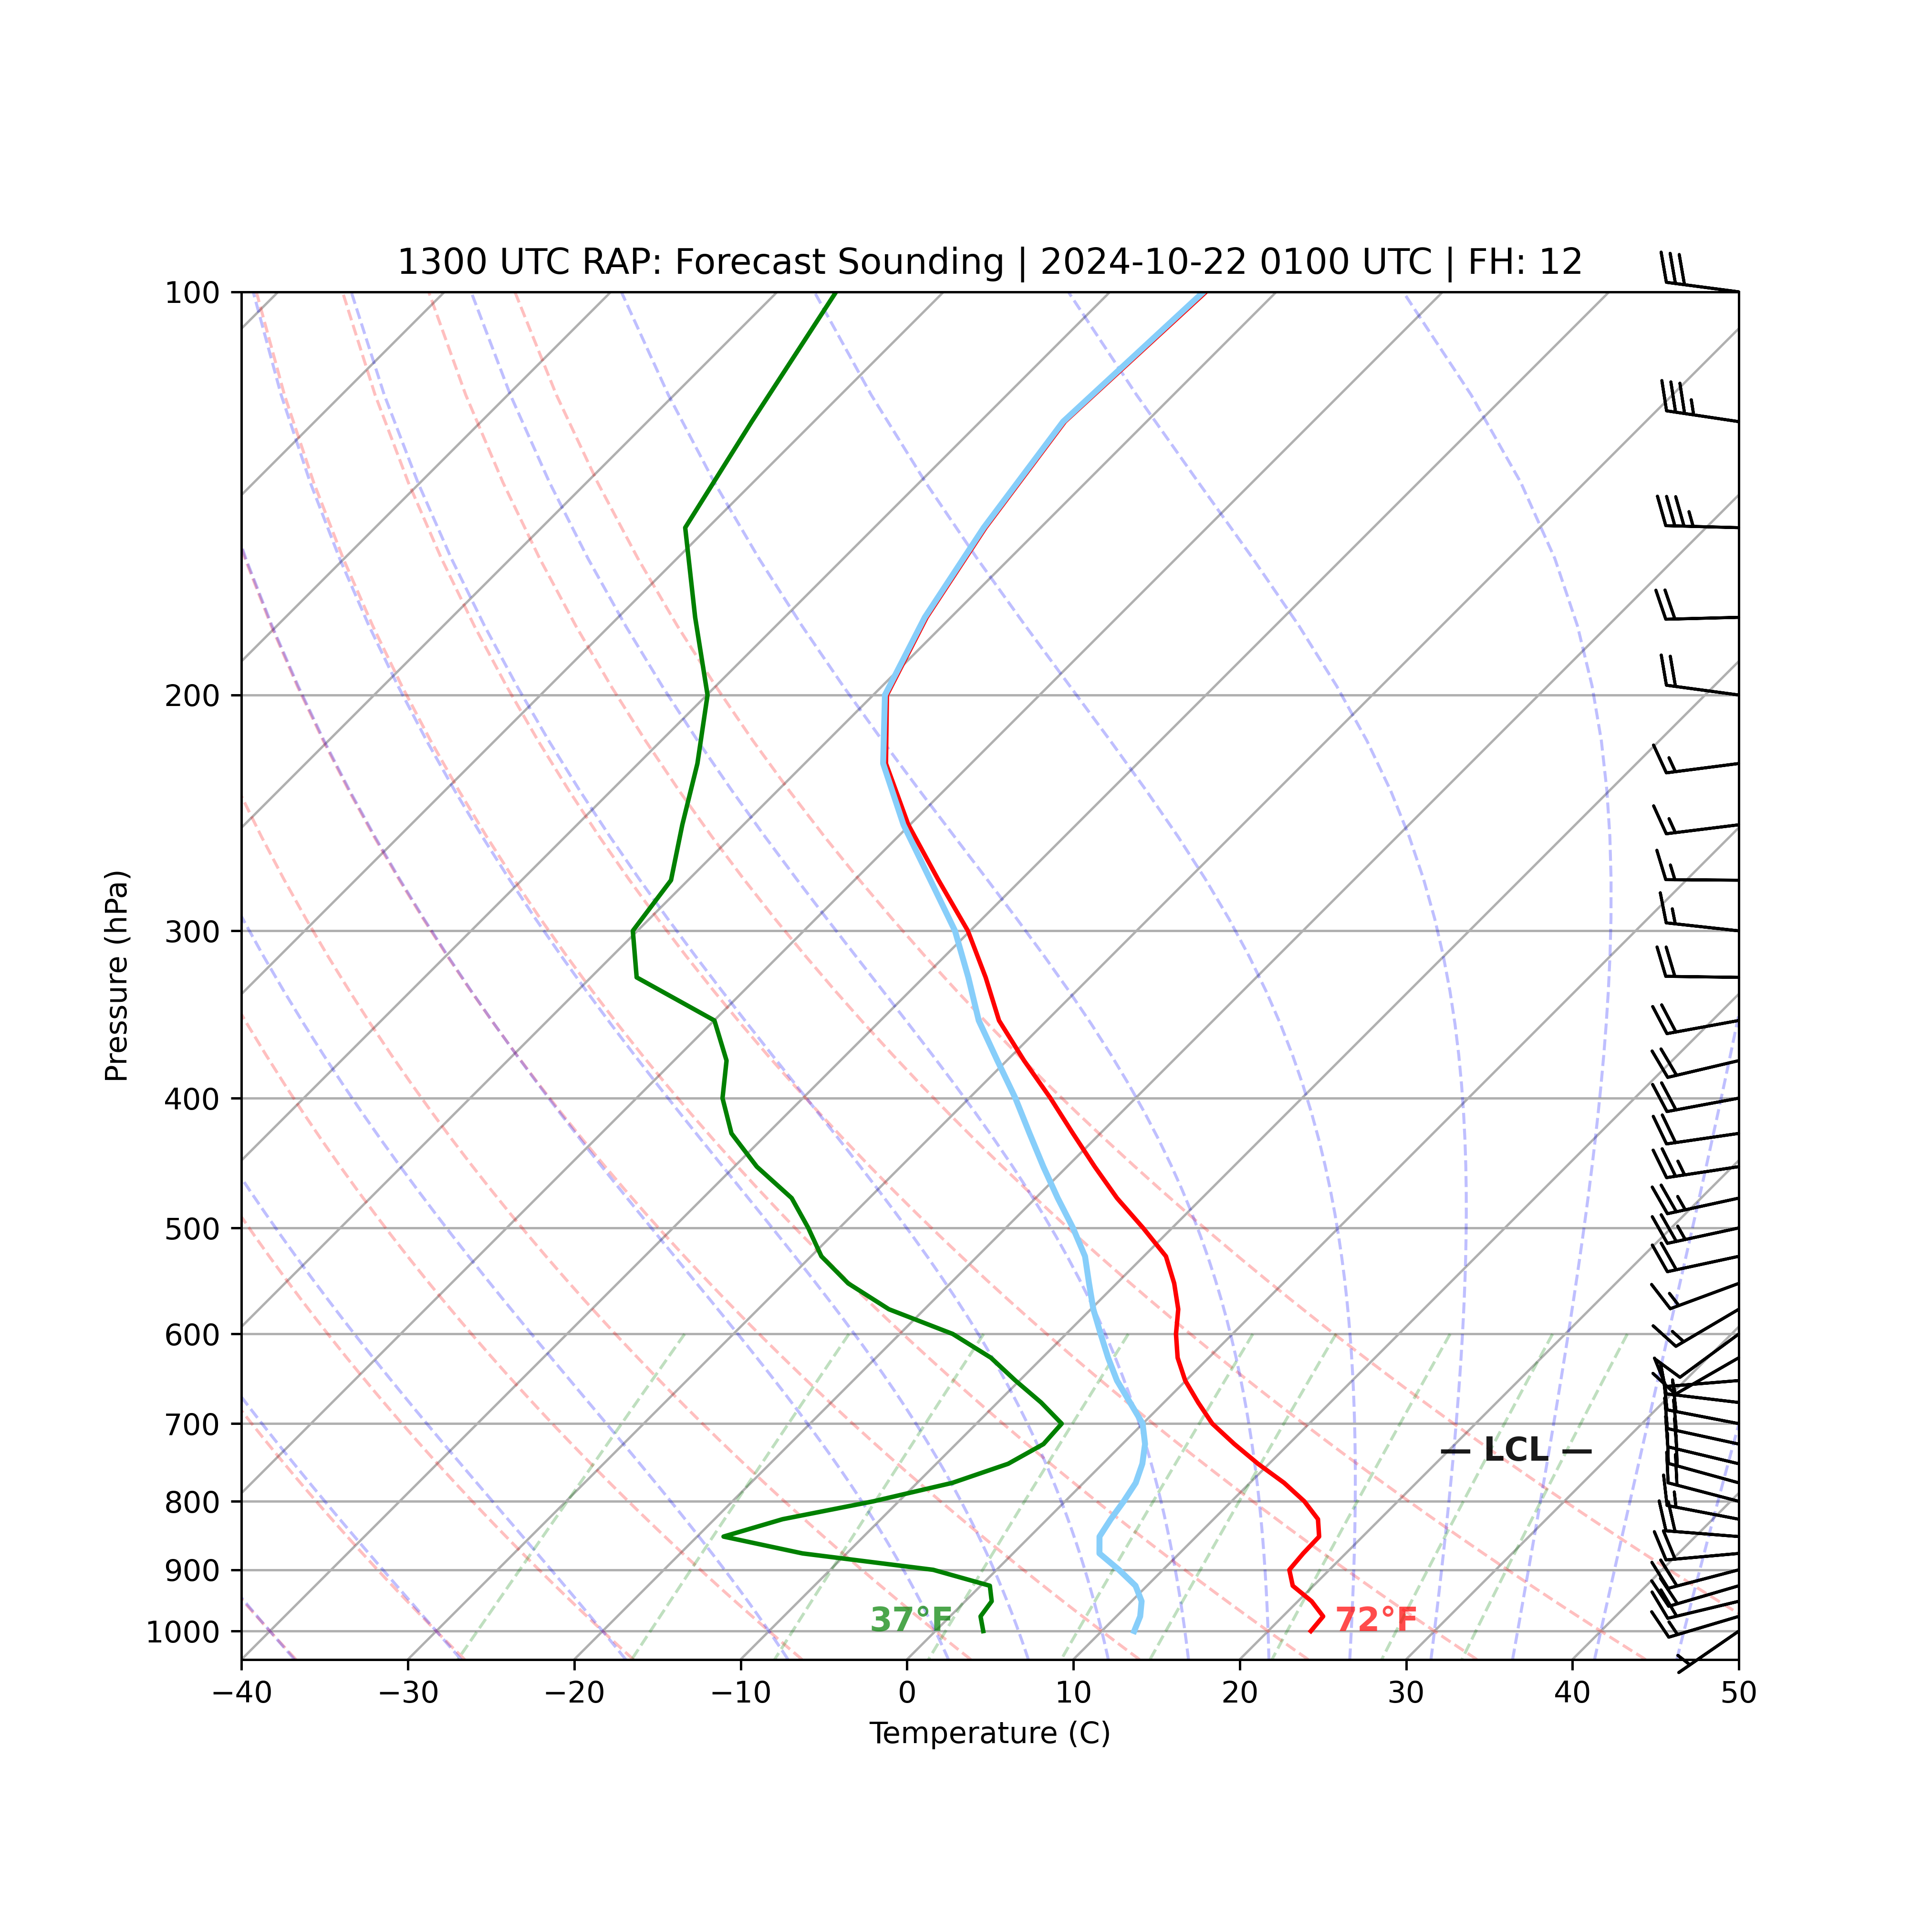 1300 UTC RAP: Forecast Sounding | 2024-10-22 0100 UTC | FH: 12
100
200
300
400
500
600
700
800
900
1000
Pressure (hPa)
— LCL —
37°F
72°F
−40 −30 −20 −10 0 10 20 30 40 50
Temperature (C)